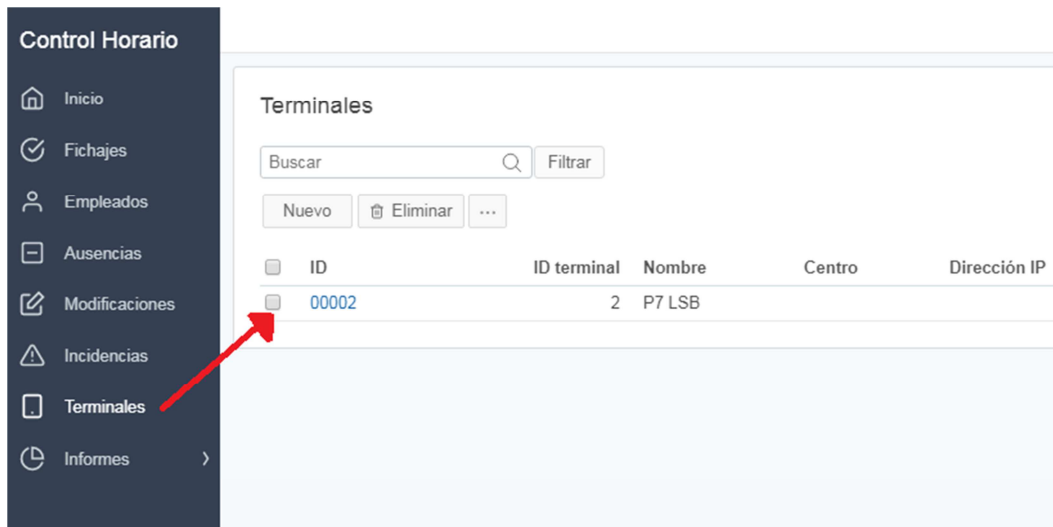 Control Horario
Inicio
Fichajes
Empleados
Ausencias
Modificaciones
Incidencias
Terminales
Informes
Terminales
Buscar Filtrar
Nuevo Eliminar ...
ID ID terminal Nombre Centro Dirección IP
00002 2 P7 LSB